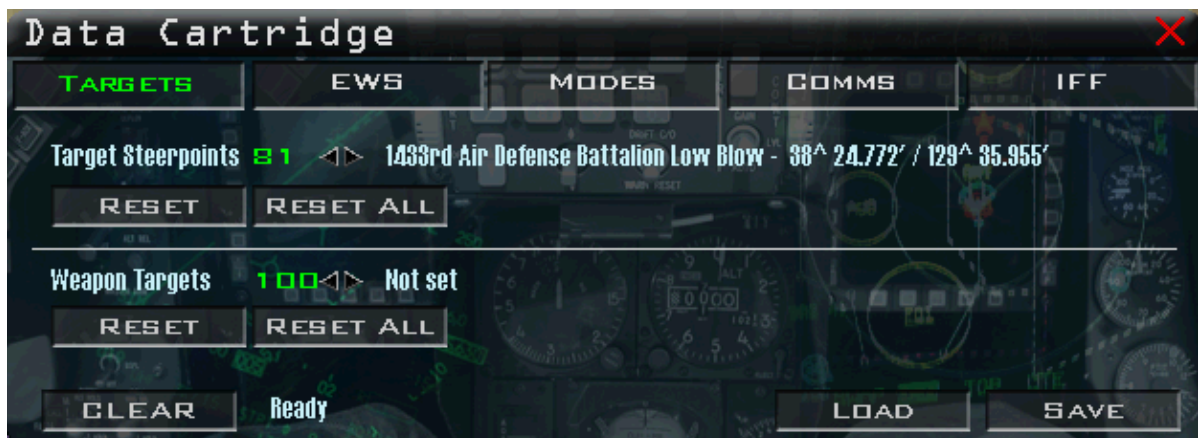 Data Cartridge
TARGETS EWS MODES COMMS IFF
Target Steerpoints 81 1433rd Air Defense Battalion Low Blow - 38^ 24.772' / 129^ 35.955'
RESET RESET ALL
Weapon Targets 100 Not set
RESET RESET ALL
CLEAR Ready LOAD SAVE